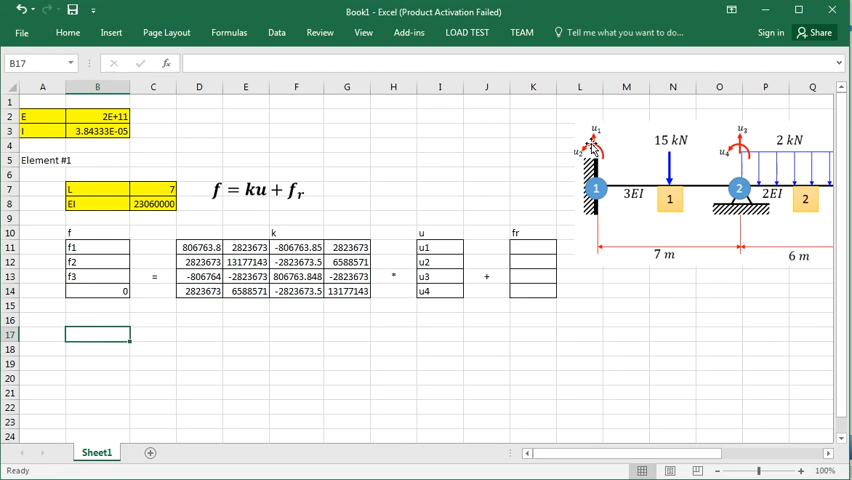 Book1 - Excel (Product Activation Failed)
File Home Insert Page Layout Formulas Data Review View Add-ins LOAD TEST TEAM Tell me what you want to do... Sign in Share
B17 fx
A B C D E F G H I J K L M N O P Q
1
2 E 2E+11
3 I 3.84333E-05
4
5 Element #1
6
7 L 7
8 EI 23060000
f = ku + fr
9
10 f k u fr
11 f1 806763.8 2823673 -806763.85 2823673 u1
12 f2 2823673 13177143 -2823673.5 6588571 u2
13 f3 = -806764 -2823673 806763.848 -2823673 * u3 +
14 0 2823673 6588571 -2823673.5 13177143 u4
15
16
17
18
19
20
21
22
23
24
u1 u3
15 kN 2 kN
u2 u4
1 2
3EI 2EI
1 2
7 m 6 m
Sheet1
Ready 100%